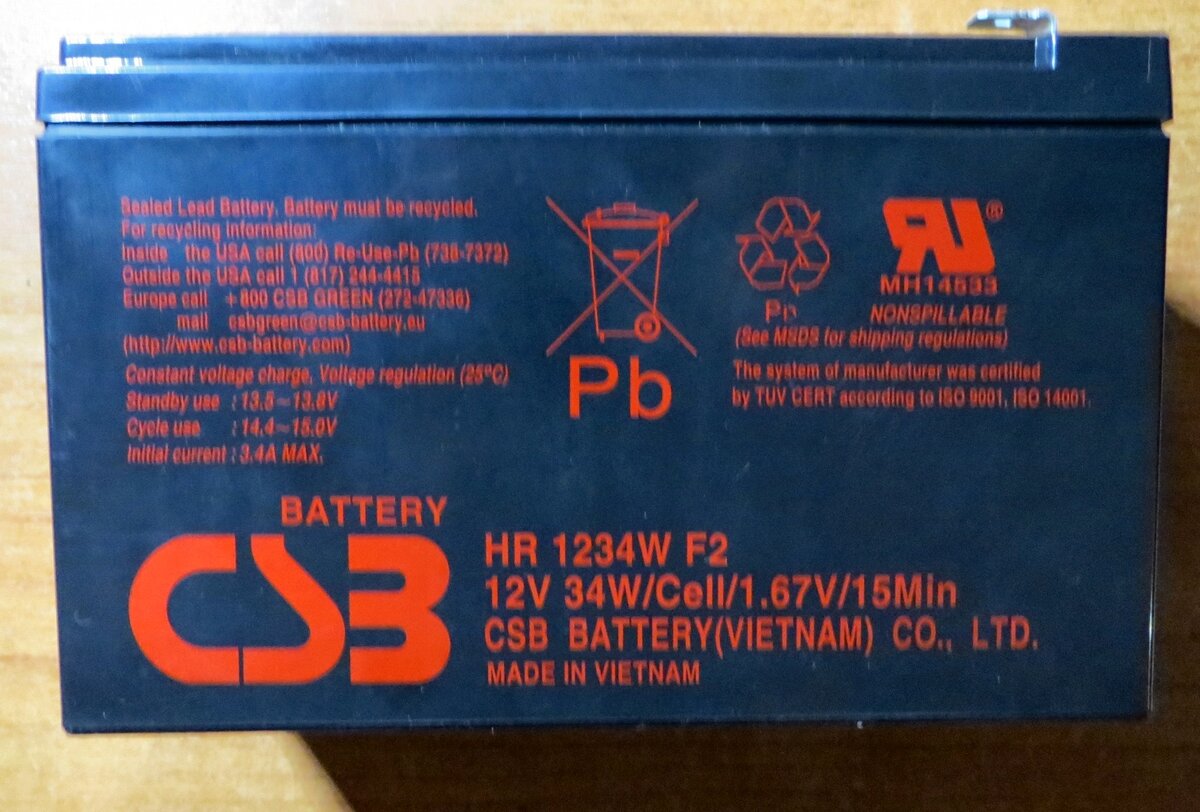 Sealed Lead Battery. Battery must be recycled.
For recycling information:
Inside the USA call (800) Re-Use-Pb (738-7372)
Outside the USA call 1 (817) 244-4415
Europe call +800 CSB GREEN (272-47336)
mail csbgreen@csb-battery.eu
(http://www.csb-battery.com)
Constant voltage charge, Voltage regulation (25°C)
Standby use : 13.5~13.8V
Cycle use : 14.4~15.0V
Initial current : 3.4A MAX.
Pb
Pb
RU®
MH14533
NONSPILLABLE
(See MSDS for shipping regulations)
The system of manufacturer was certified
by TUV CERT according to ISO 9001, ISO 14001.
BATTERY
CSB
HR 1234W F2
12V 34W/Cell/1.67V/15Min
CSB BATTERY(VIETNAM) CO., LTD.
MADE IN VIETNAM